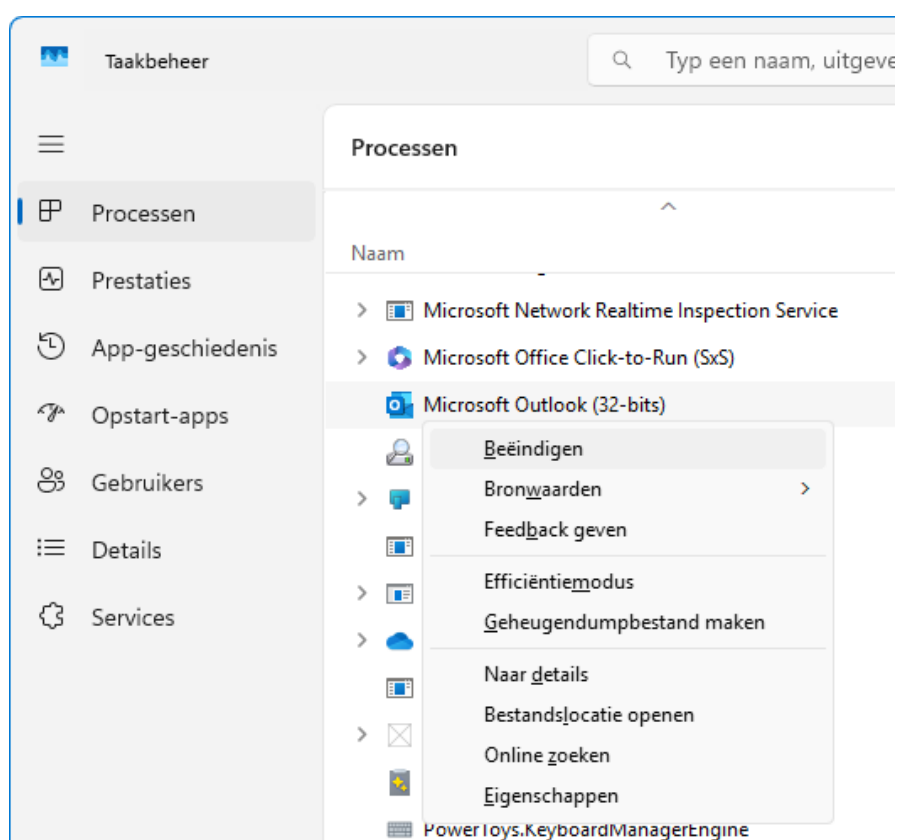 Taakbeheer
Typ een naam, uitgeve
Processen
Processen
Prestaties
App-geschiedenis
Opstart-apps
Gebruikers
Details
Services
Naam
Microsoft Network Realtime Inspection Service
Microsoft Office Click-to-Run (SxS)
Microsoft Outlook (32-bits)
Beëindigen
Bronwaarden
Feedback geven
Efficiëntiemodus
Geheugendumpbestand maken
Naar details
Bestandslocatie openen
Online zoeken
Eigenschappen
PowerToys.KeyboardManagerEngine